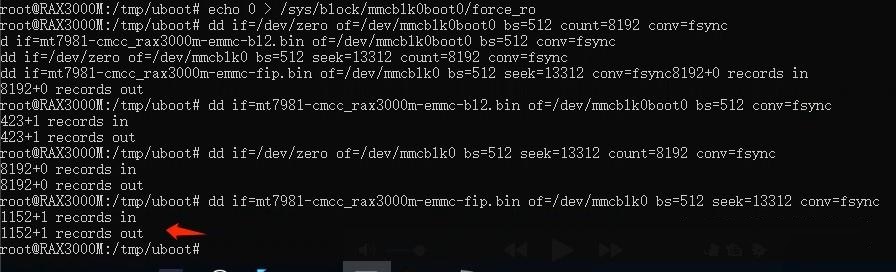 root@RAX3000M:/tmp/uboot# echo 0 > /sys/block/mmcblk0boot0/force_ro
dd if=/dev/zero of=/dev/mmcblk0boot0 bs=512 count=8192 conv=fsync
d if=mt7981-cmcc_rax3000m-emmc-bl2.bin of=/dev/mmcblk0boot0 bs=512 conv=fsync
dd if=/dev/zero of=/dev/mmcblk0 bs=512 seek=13312 count=8192 conv=fsync
dd if=mt7981-cmcc_rax3000m-emmc-fip.bin of=/dev/mmcblk0 bs=512 seek=13312 conv=fsync8192+0 records in
8192+0 records out
root@RAX3000M:/tmp/uboot# dd if=mt7981-cmcc_rax3000m-emmc-bl2.bin of=/dev/mmcblk0boot0 bs=512 conv=fsync
423+1 records in
423+1 records out
root@RAX3000M:/tmp/uboot# dd if=/dev/zero of=/dev/mmcblk0 bs=512 seek=13312 count=8192 conv=fsync
8192+0 records in
8192+0 records out
root@RAX3000M:/tmp/uboot# dd if=mt7981-cmcc_rax3000m-emmc-fip.bin of=/dev/mmcblk0 bs=512 seek=13312 conv=fsync
1152+1 records in
1152+1 records out
root@RAX3000M:/tmp/uboot#